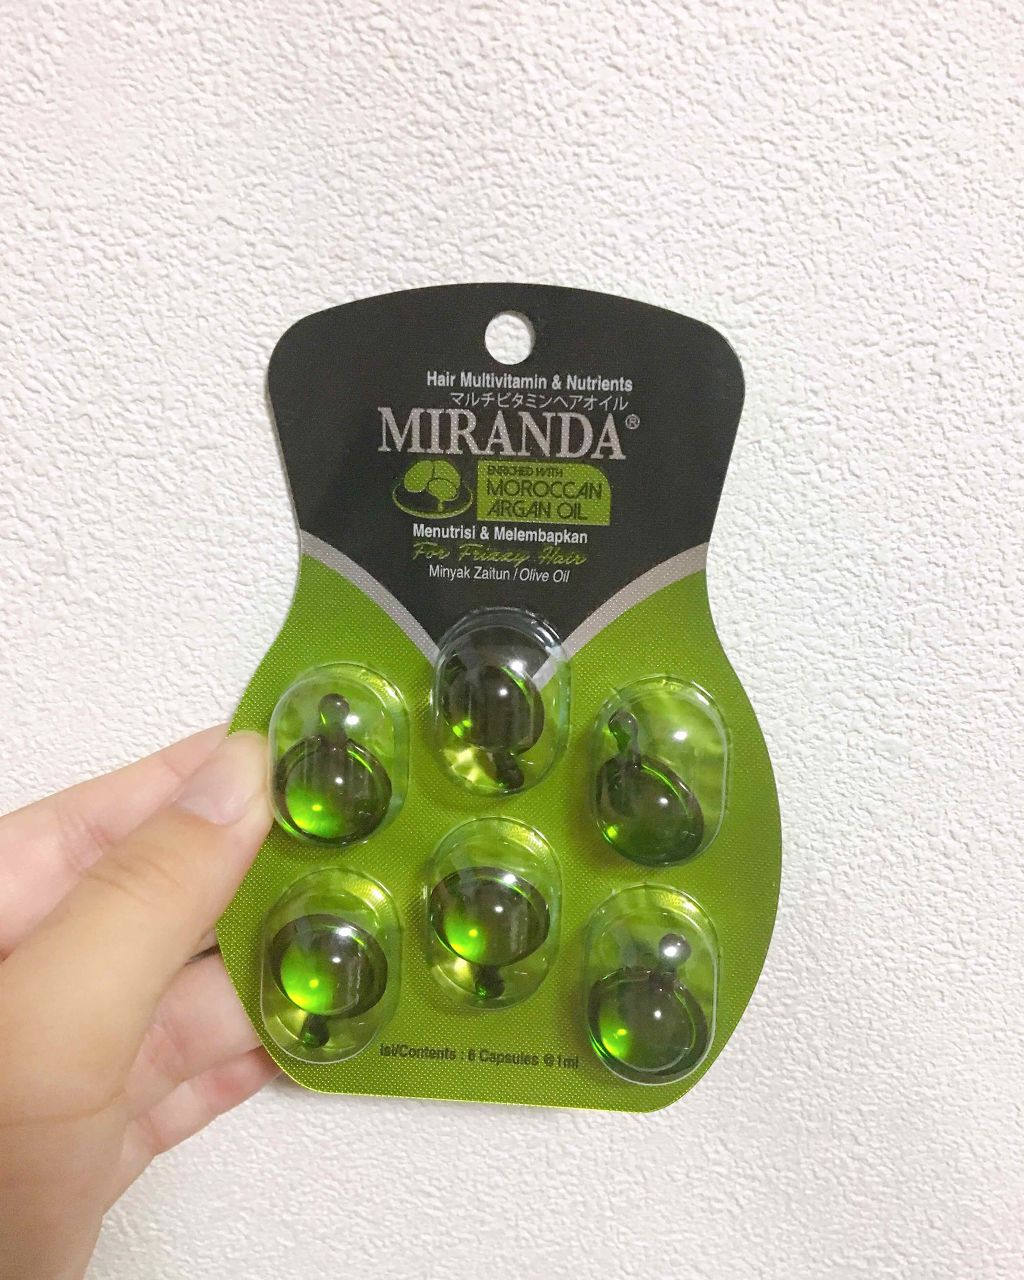 Hair Multivitamin & Nutrients
マルチビタミンヘアオイル
MIRANDA®
ENRICHED WITH
MOROCCAN
ARGAN OIL
Menutrisi & Melembapkan
For Frizzy Hair
Minyak Zaitun / Olive Oil
Isi/Contents : 6 Capsules @1ml